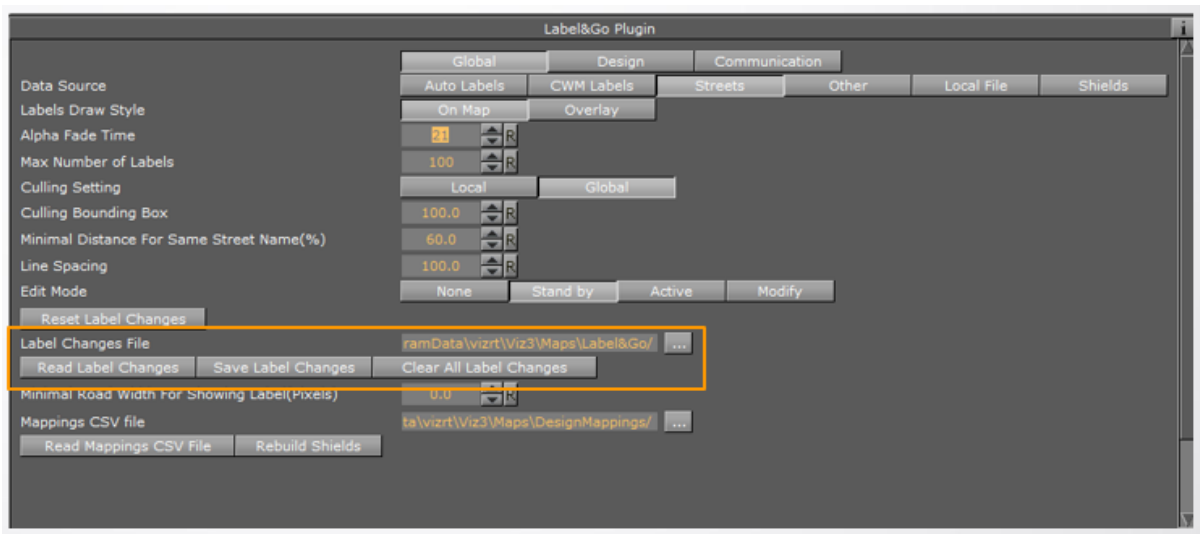 Label&Go Plugin i
Global Design Communication
Data Source Auto Labels CWM Labels Streets Other Local File Shields
Labels Draw Style On Map Overlay
Alpha Fade Time 21 R
Max Number of Labels 100 R
Culling Setting Local Global
Culling Bounding Box 100.0 R
Minimal Distance For Same Street Name(%) 60.0 R
Line Spacing 100.0 R
Edit Mode None Stand by Active Modify
Reset Label Changes
Label Changes File ramData\vizrt\Viz3\Maps\Label&Go/ ...
Read Label Changes Save Label Changes Clear All Label Changes
Minimal Road Width For Showing Label(Pixels) 0.0 R
Mappings CSV file ta\vizrt\Viz3\Maps\DesignMappings/ ...
Read Mappings CSV File Rebuild Shields